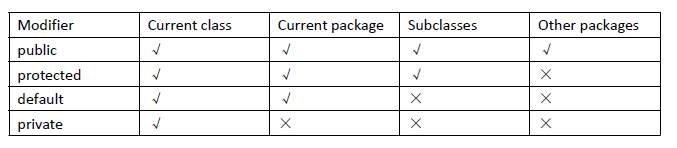 Modifier Current class Current package Subclasses Other packages
public √ √ √ √
protected √ √ √ ×
default √ √ × ×
private √ × × ×